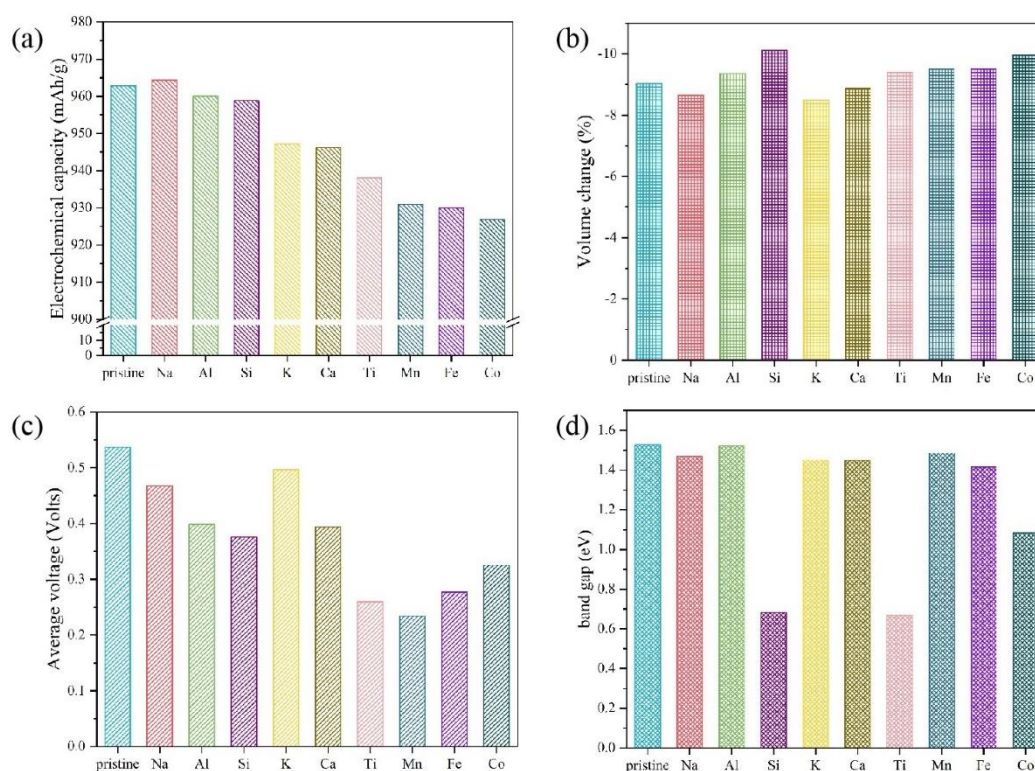 (a)
Electrochemical capacity (mAh/g)
980
970
960
950
940
930
920
910
900
10
0
pristine Na Al Si K Ca Ti Mn Fe Co
(b)
Volume change (%)
-10
-8
-6
-4
-2
0
pristine Na Al Si K Ca Ti Mn Fe Co
(c)
Average voltage (Volts)
0.6
0.5
0.4
0.3
0.2
0.1
0.0
pristine Na Al Si K Ca Ti Mn Fe Co
(d)
band gap (eV)
1.6
1.4
1.2
1.0
0.8
0.6
0.4
0.2
0.0
pristine Na Al Si K Ca Ti Mn Fe Co